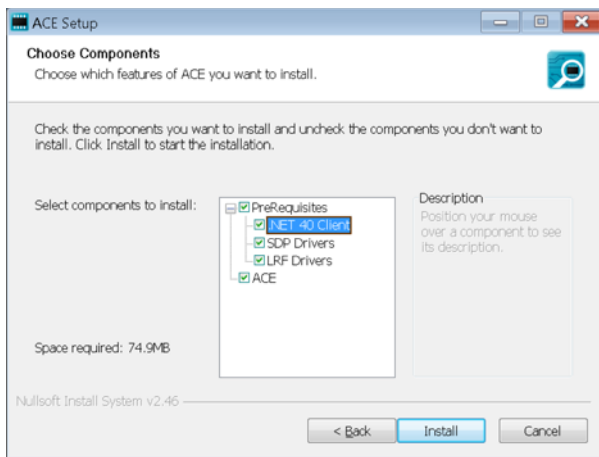 ACE Setup
Choose Components
Choose which features of ACE you want to install.
Check the components you want to install and uncheck the components you don't want to
install. Click Install to start the installation.
Select components to install:
PreRequisites
.NET 40 Client
SDP Drivers
LRF Drivers
ACE
Description
Position your mouse
over a component to see
its description.
Space required: 74.9MB
Nullsoft Install System v2.46
< Back
Install
Cancel